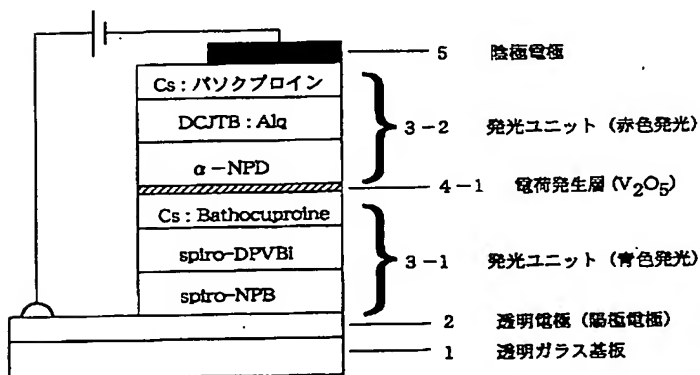 5 陰極電極
Cs：バソクプロイン
DCJTB：Alq
α－NPD
3－2 発光ユニット（赤色発光）
4－1 電荷発生層 (V₂O₅)
Cs：Bathocuproine
spiro-DPVBi
spiro-NPB
3－1 発光ユニット（青色発光）
2 透明電極（陽極電極）
1 透明ガラス基板